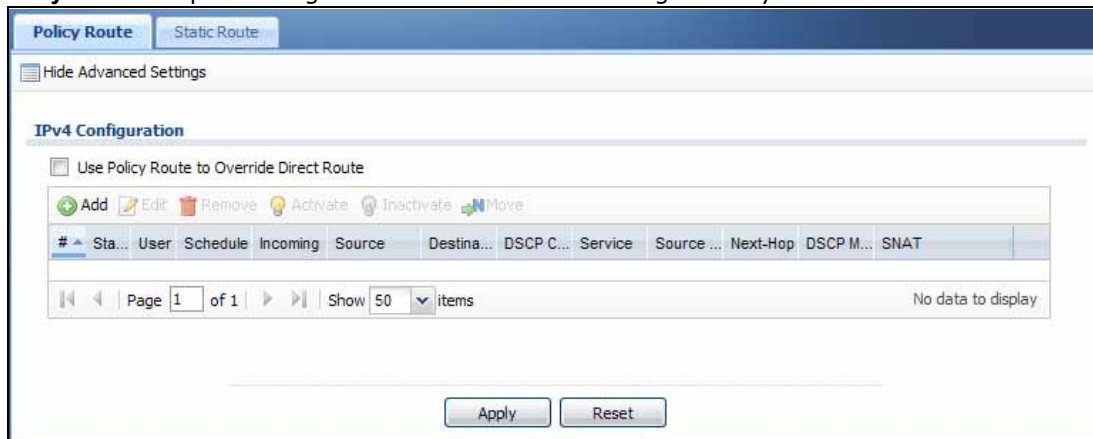 Policy Route Static Route
Hide Advanced Settings
IPv4 Configuration
Use Policy Route to Override Direct Route
Add Edit Remove Activate Inactivate Move
# Sta... User Schedule Incoming Source Destina... DSCP C... Service Source ... Next-Hop DSCP M... SNAT
Page 1 of 1 Show 50 items No data to display
Apply Reset